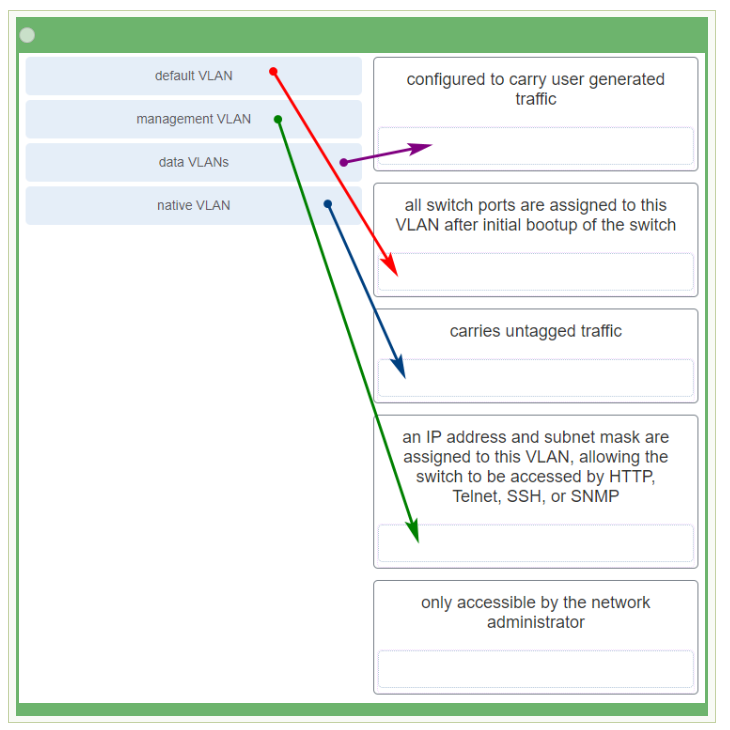 default VLAN
management VLAN
data VLANs
native VLAN
configured to carry user generated
traffic
all switch ports are assigned to this
VLAN after initial bootup of the switch
carries untagged traffic
an IP address and subnet mask are
assigned to this VLAN, allowing the
switch to be accessed by HTTP,
Telnet, SSH, or SNMP
only accessible by the network
administrator